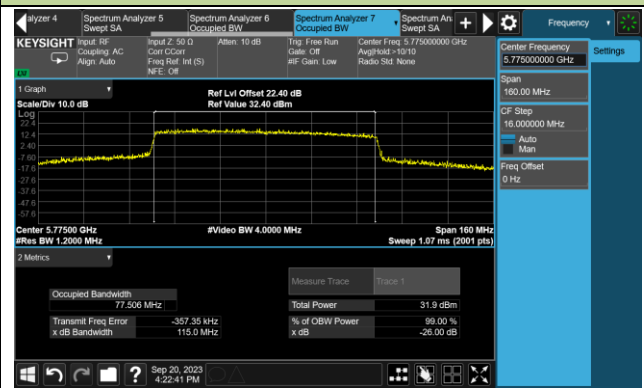 alyzer 4
Spectrum Analyzer 5
Swept SA
Spectrum Analyzer 6
Occupied BW
Spectrum Analyzer 7
Occupied BW
Spectrum An
Swept SA
Frequency
KEYSIGHT
Input: RF
Coupling: AC
Align: Auto
Input Z: 50 Ω
Corr CCorr
Freq Ref: Int (S)
NFE: Off
Atten: 10 dB
Trig: Free Run
Gate: Off
#IF Gain: Low
Center Freq: 5.775000000 GHz
Avg|Hold:>10/10
Radio Std: None
Center Frequency
5.775000000 GHz
Settings
Span
160.00 MHz
CF Step
16.000000 MHz
Auto
Man
Freq Offset
0 Hz
1 Graph
Scale/Div 10.0 dB
Ref Lvl Offset 22.40 dB
Ref Value 32.40 dBm
Log
22.4
12.4
2.40
-7.60
-17.6
-27.6
-37.6
-47.6
-57.6
Center 5.77500 GHz
#Res BW 1.2000 MHz
#Video BW 4.0000 MHz
Span 160 MHz
Sweep 1.07 ms (2001 pts)
2 Metrics
Measure Trace
Trace 1
Occupied Bandwidth
77.506 MHz
Total Power
31.9 dBm
Transmit Freq Error
-357.35 kHz
% of OBW Power
99.00 %
x dB Bandwidth
115.0 MHz
x dB
-26.00 dB
Sep 20, 2023
4:22:41 PM